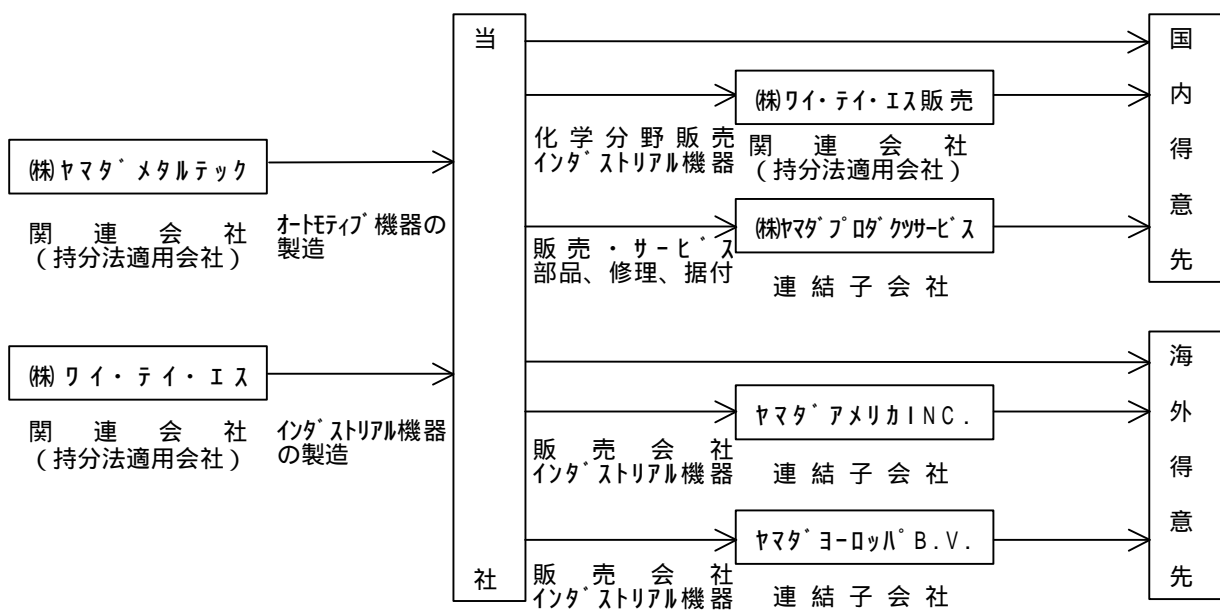 当社
国内得意先
㈱ワイ・テイ・エス販売
化学分野販売
インダストリアル機器
関連会社
(持分法適用会社)
㈱ヤマダメタルテック
関連会社
(持分法適用会社)
オートモティブ機器の
製造
㈱ヤマダプロダクツサービス
販売・サービス
部品、修理、据付
連結子会社
㈱ワイ・テイ・エス
関連会社
(持分法適用会社)
インダストリアル機器
の製造
海外得意先
ヤマダアメリカINC.
販売会社
インダストリアル機器
連結子会社
ヤマダヨーロッパB.V.
販売会社
インダストリアル機器
連結子会社